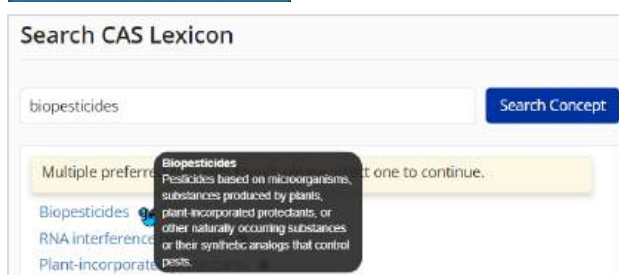 Search CAS Lexicon
biopesticides
Search Concept
Multiple preferre
ct one to continue.
Biopesticides
Pesticides based on microorganisms,
substances produced by plants,
plant-incorporated protectants, or
other naturally occurring substances
or their synthetic analogs that control
pests.
Biopesticides
RNA interference
Plant-incorporate